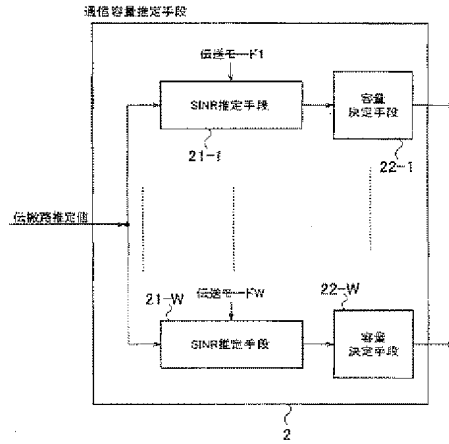 通信容量推定手段
伝送モード1
SINR推定手段
容量
決定手段
21-1
22-1
伝搬路推定値
21-W
伝送モードW
22-W
SINR推定手段
容量
決定手段
2